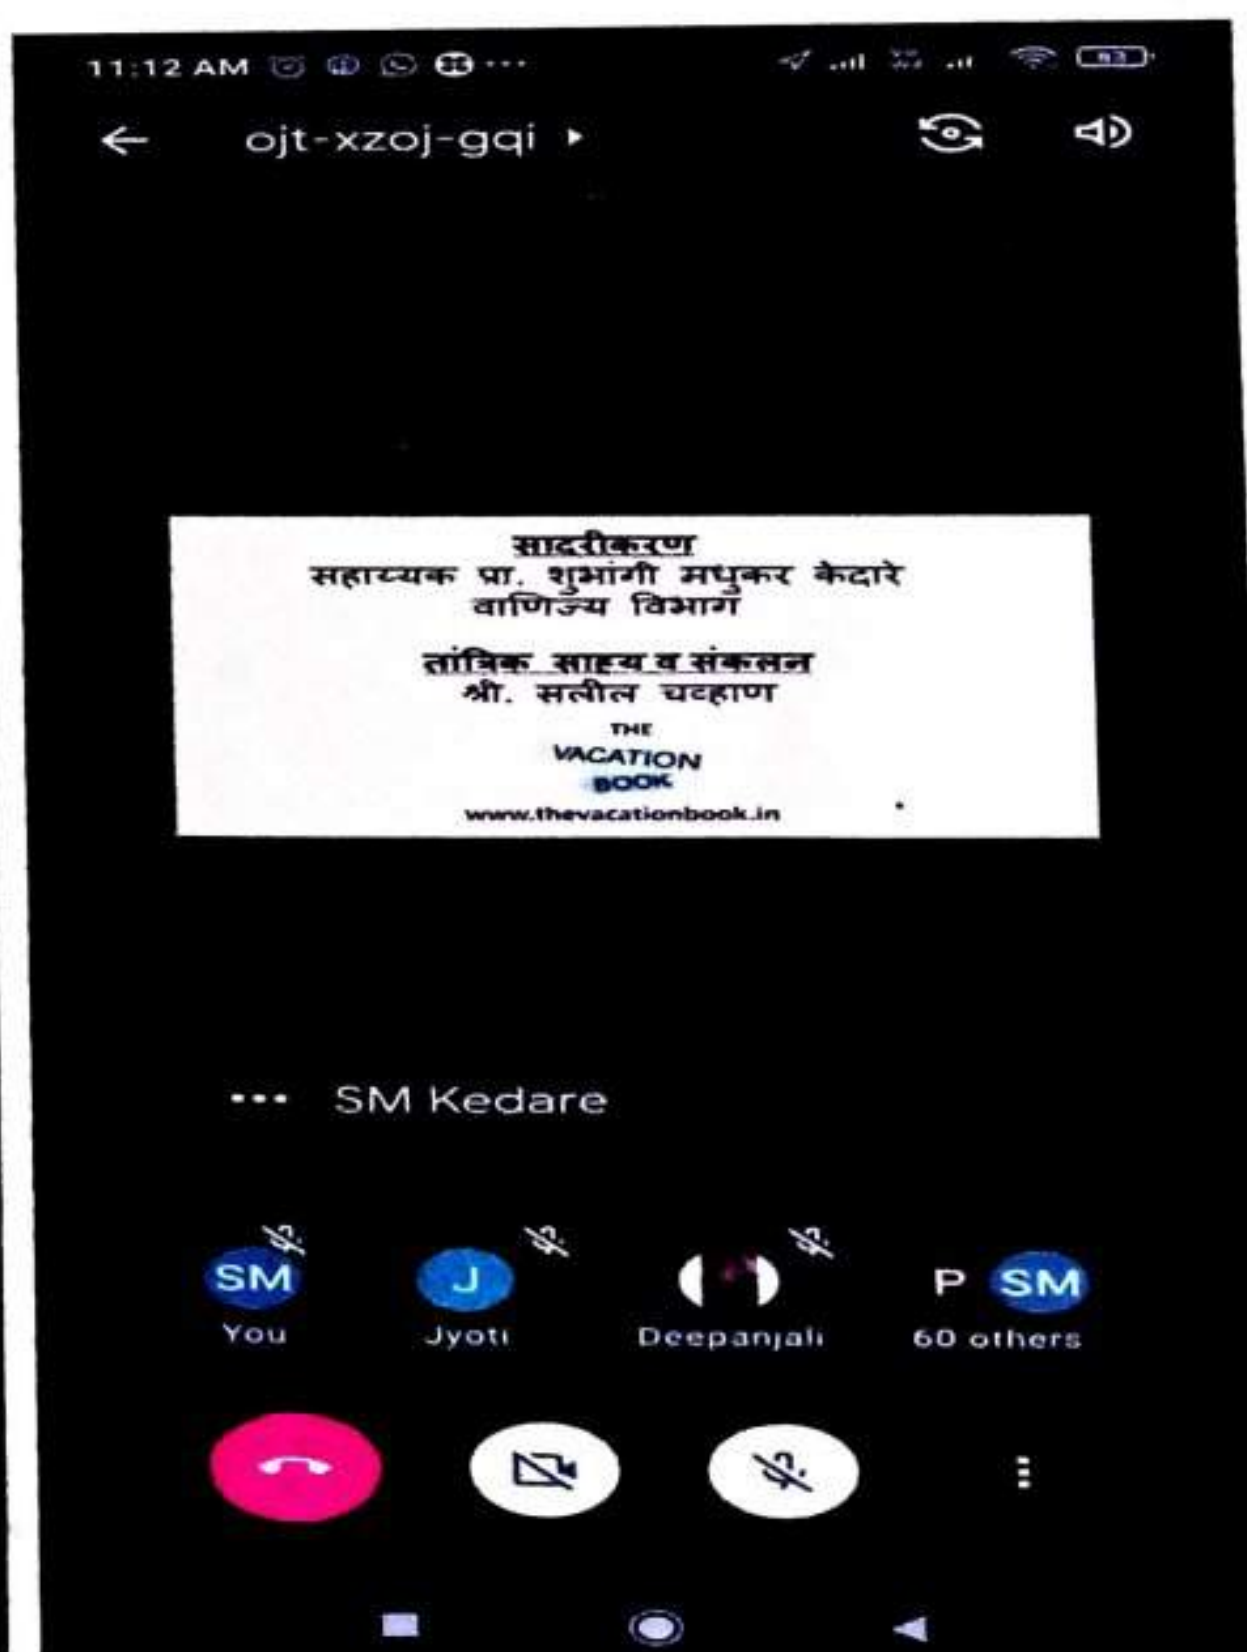 11:12 AM
ojt-xzoj-gqi
सादरीकरण
सहाय्यक प्रा. शुभांगी मधुकर केदारे
वाणिज्य विभाग
तांत्रिक साह्य व संकलन
श्री. सलील चव्हाण
THE
VACATION
BOOK
www.thevacationbook.in
SM Kedare
SM J P SM
You Jyoti Deepanjali 60 others